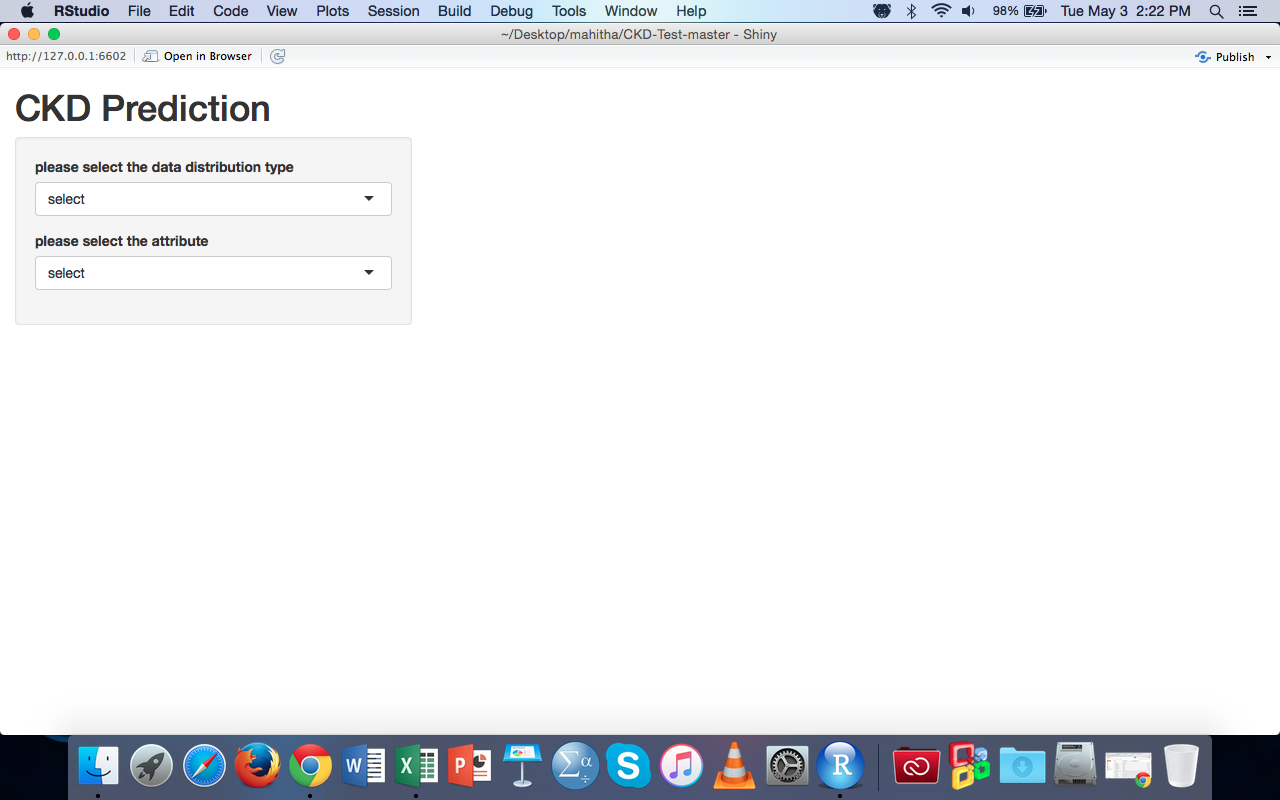 RStudio File Edit Code View Plots Session Build Debug Tools Window Help 98% Tue May 3 2:22 PM
~/Desktop/mahitha/CKD-Test-master - Shiny
http://127.0.0.1:6602 Open in Browser Publish
CKD Prediction
please select the data distribution type
select
please select the attribute
select
W X P Σα÷ S R